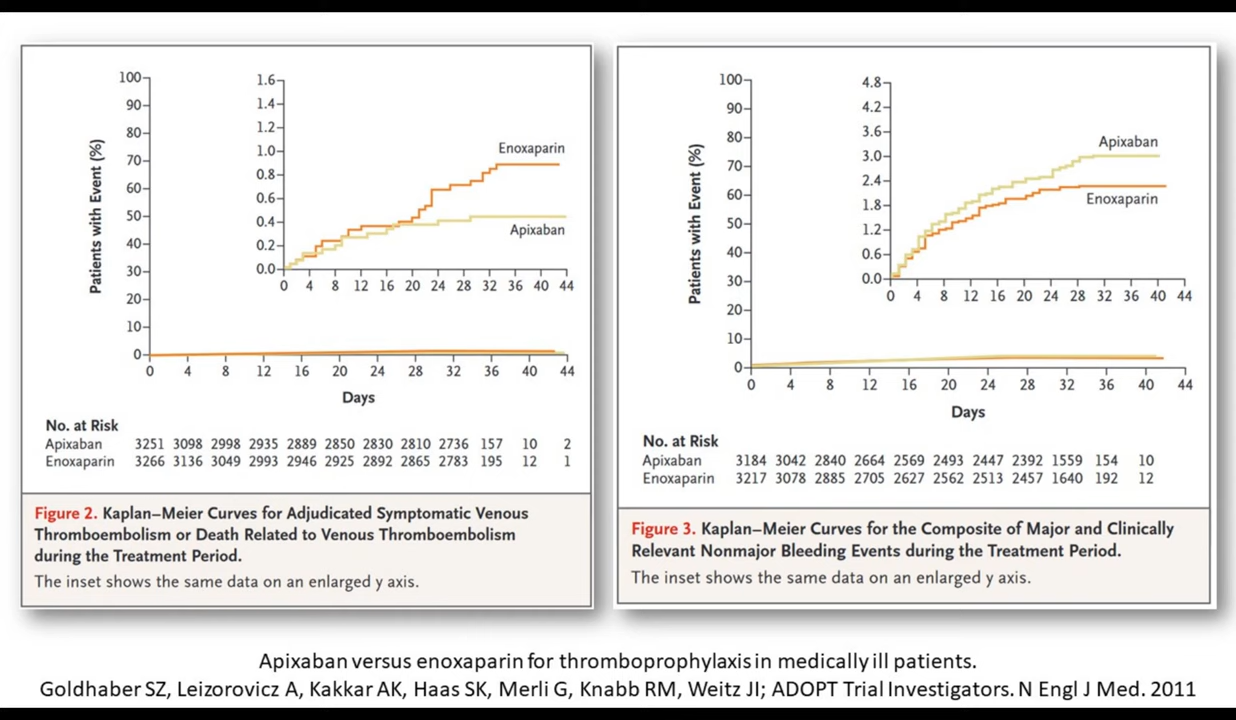 100
90
80
70
60
50
40
30
20
10
0
Patients with Event (%)
1.6
1.4
1.2
1.0
0.8
0.6
0.4
0.2
0.0
Enoxaparin
Apixaban
0 4 8 12 16 20 24 28 32 36 40 44
0 4 8 12 16 20 24 28 32 36 40 44
Days
No. at Risk
Apixaban 3251 3098 2998 2935 2889 2850 2830 2810 2736 157 10 2
Enoxaparin 3266 3136 3049 2993 2946 2925 2892 2865 2783 195 12 1
Figure 2. Kaplan–Meier Curves for Adjudicated Symptomatic Venous
Thromboembolism or Death Related to Venous Thromboembolism
during the Treatment Period.
The inset shows the same data on an enlarged y axis.
100
90
80
70
60
50
40
30
20
10
0
Patients with Event (%)
4.8
4.2
3.6
3.0
2.4
1.8
1.2
0.6
0.0
Apixaban
Enoxaparin
0 4 8 12 16 20 24 28 32 36 40 44
0 4 8 12 16 20 24 28 32 36 40 44
Days
No. at Risk
Apixaban 3184 3042 2840 2664 2569 2493 2447 2392 1559 154 10
Enoxaparin 3217 3078 2885 2705 2627 2562 2513 2457 1640 192 12
Figure 3. Kaplan–Meier Curves for the Composite of Major and Clinically
Relevant Nonmajor Bleeding Events during the Treatment Period.
The inset shows the same data on an enlarged y axis.
Apixaban versus enoxaparin for thromboprophylaxis in medically ill patients.
Goldhaber SZ, Leizorovicz A, Kakkar AK, Haas SK, Merli G, Knabb RM, Weitz JI; ADOPT Trial Investigators. N Engl J Med. 2011